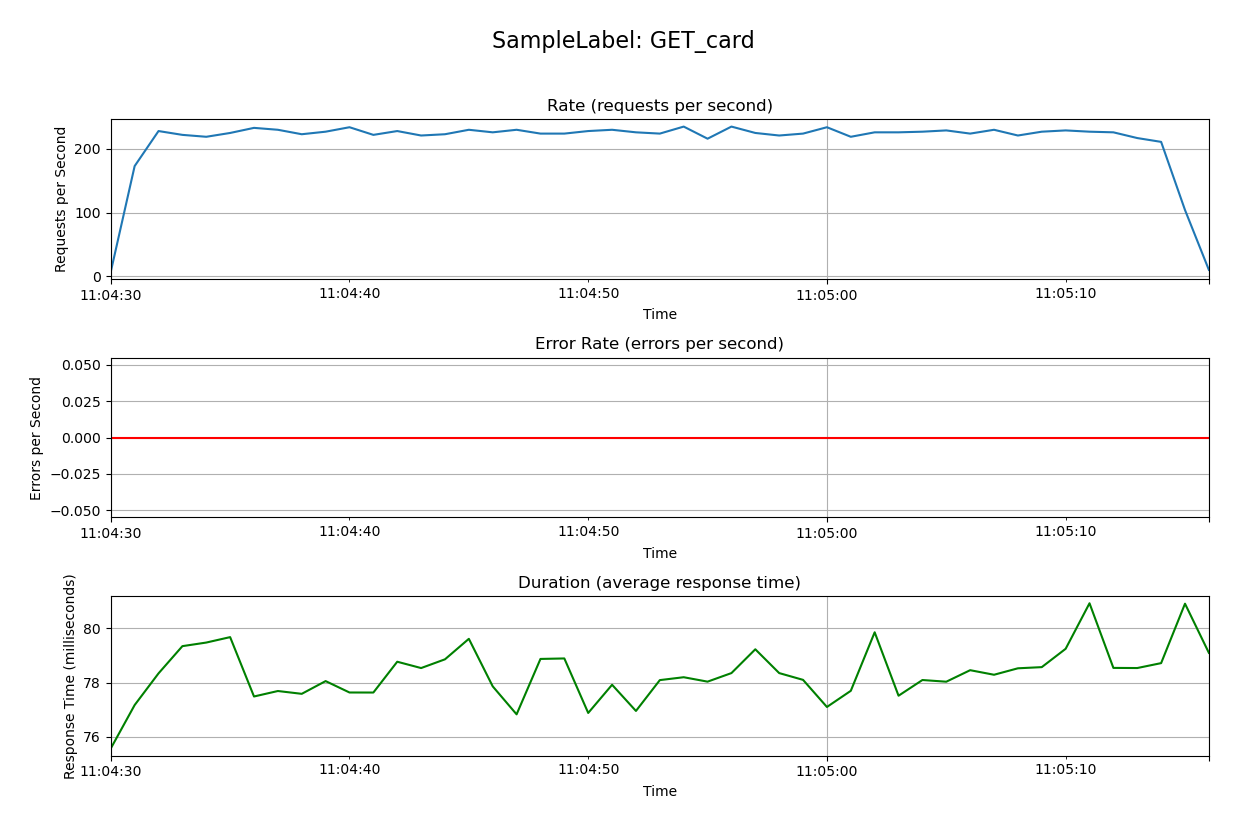 SampleLabel: GET_card
Rate (requests per second)
Requests per Second
200
100
0
11:04:30
11:04:40
11:04:50
11:05:00
11:05:10
Time
Error Rate (errors per second)
Errors per Second
0.050
0.025
0.000
−0.025
−0.050
11:04:30
11:04:40
11:04:50
11:05:00
11:05:10
Time
Duration (average response time)
Response Time (milliseconds)
80
78
76
11:04:30
11:04:40
11:04:50
11:05:00
11:05:10
Time